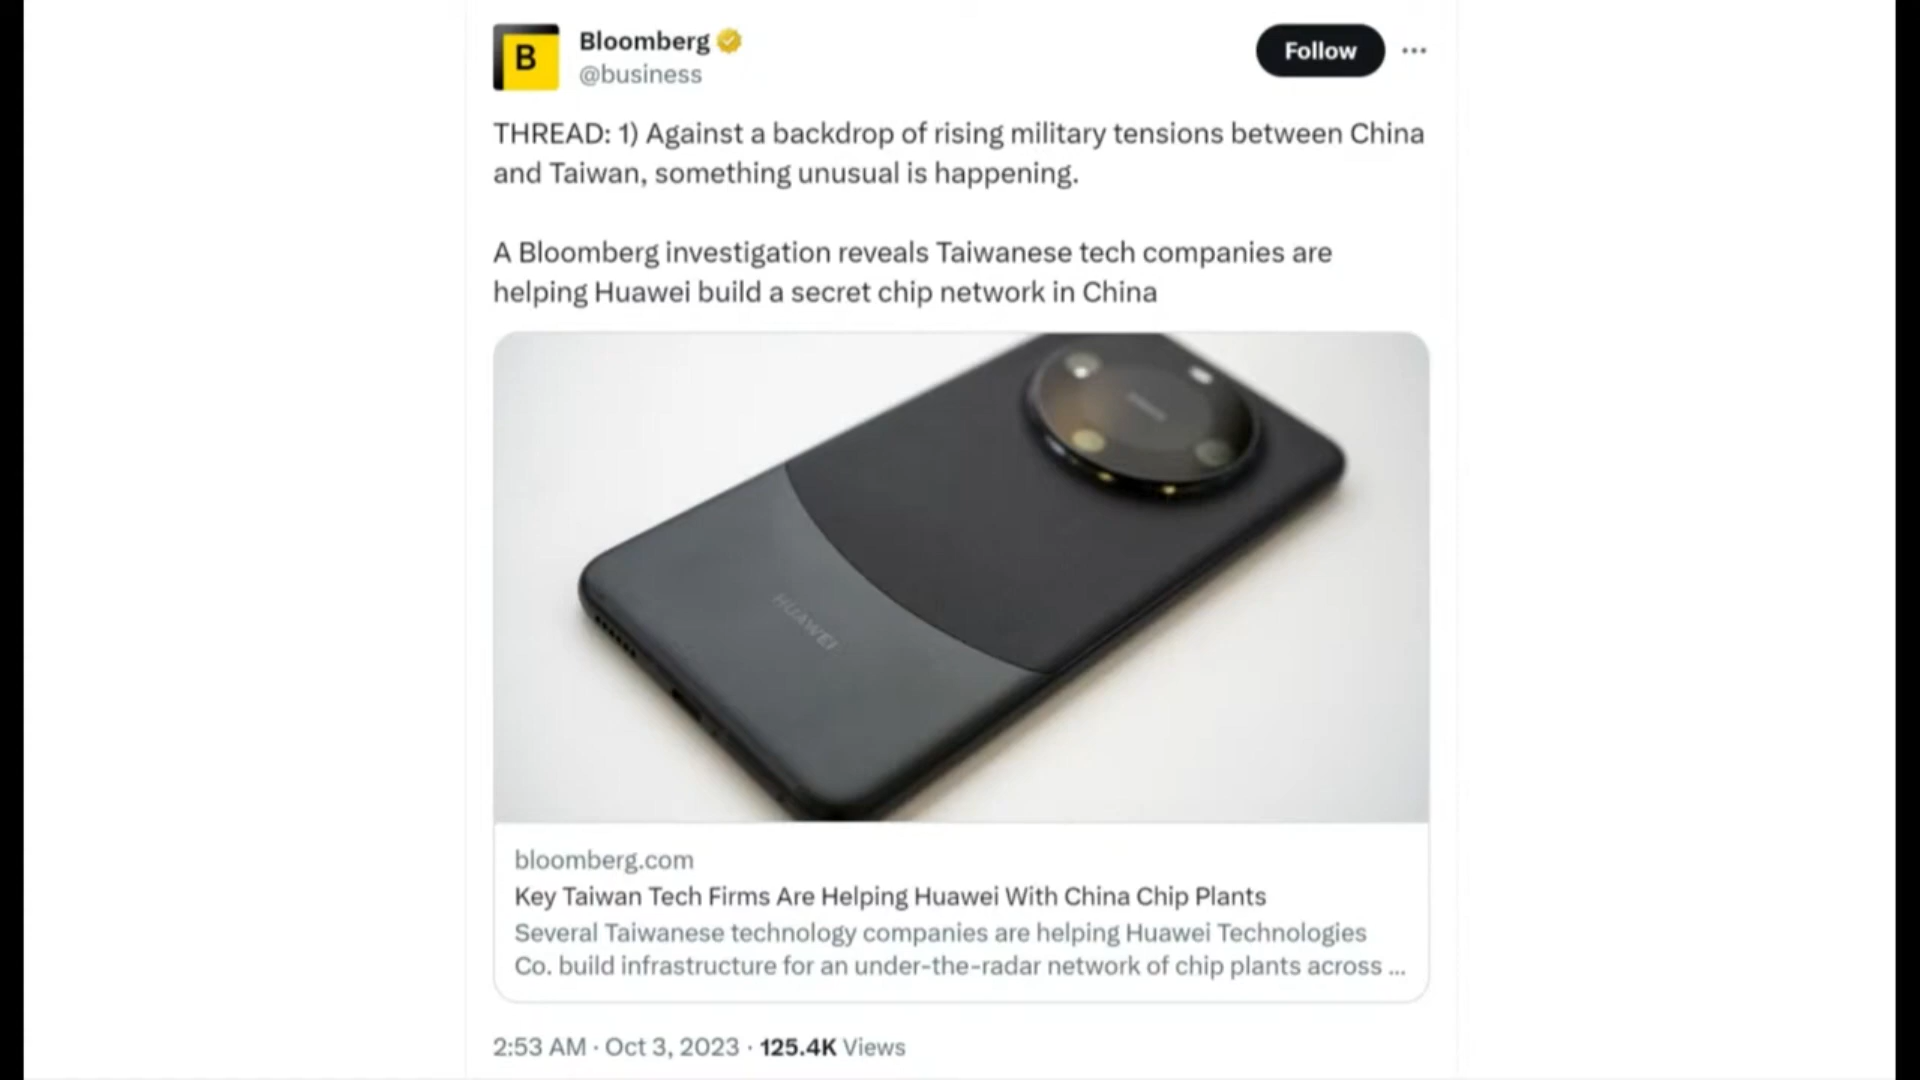 B
Bloomberg
@business
Follow
THREAD: 1) Against a backdrop of rising military tensions between China
and Taiwan, something unusual is happening.
A Bloomberg investigation reveals Taiwanese tech companies are
helping Huawei build a secret chip network in China
HUAWEI
bloomberg.com
Key Taiwan Tech Firms Are Helping Huawei With China Chip Plants
Several Taiwanese technology companies are helping Huawei Technologies
Co. build infrastructure for an under-the-radar network of chip plants across ...
2:53 AM · Oct 3, 2023 · 125.4K Views